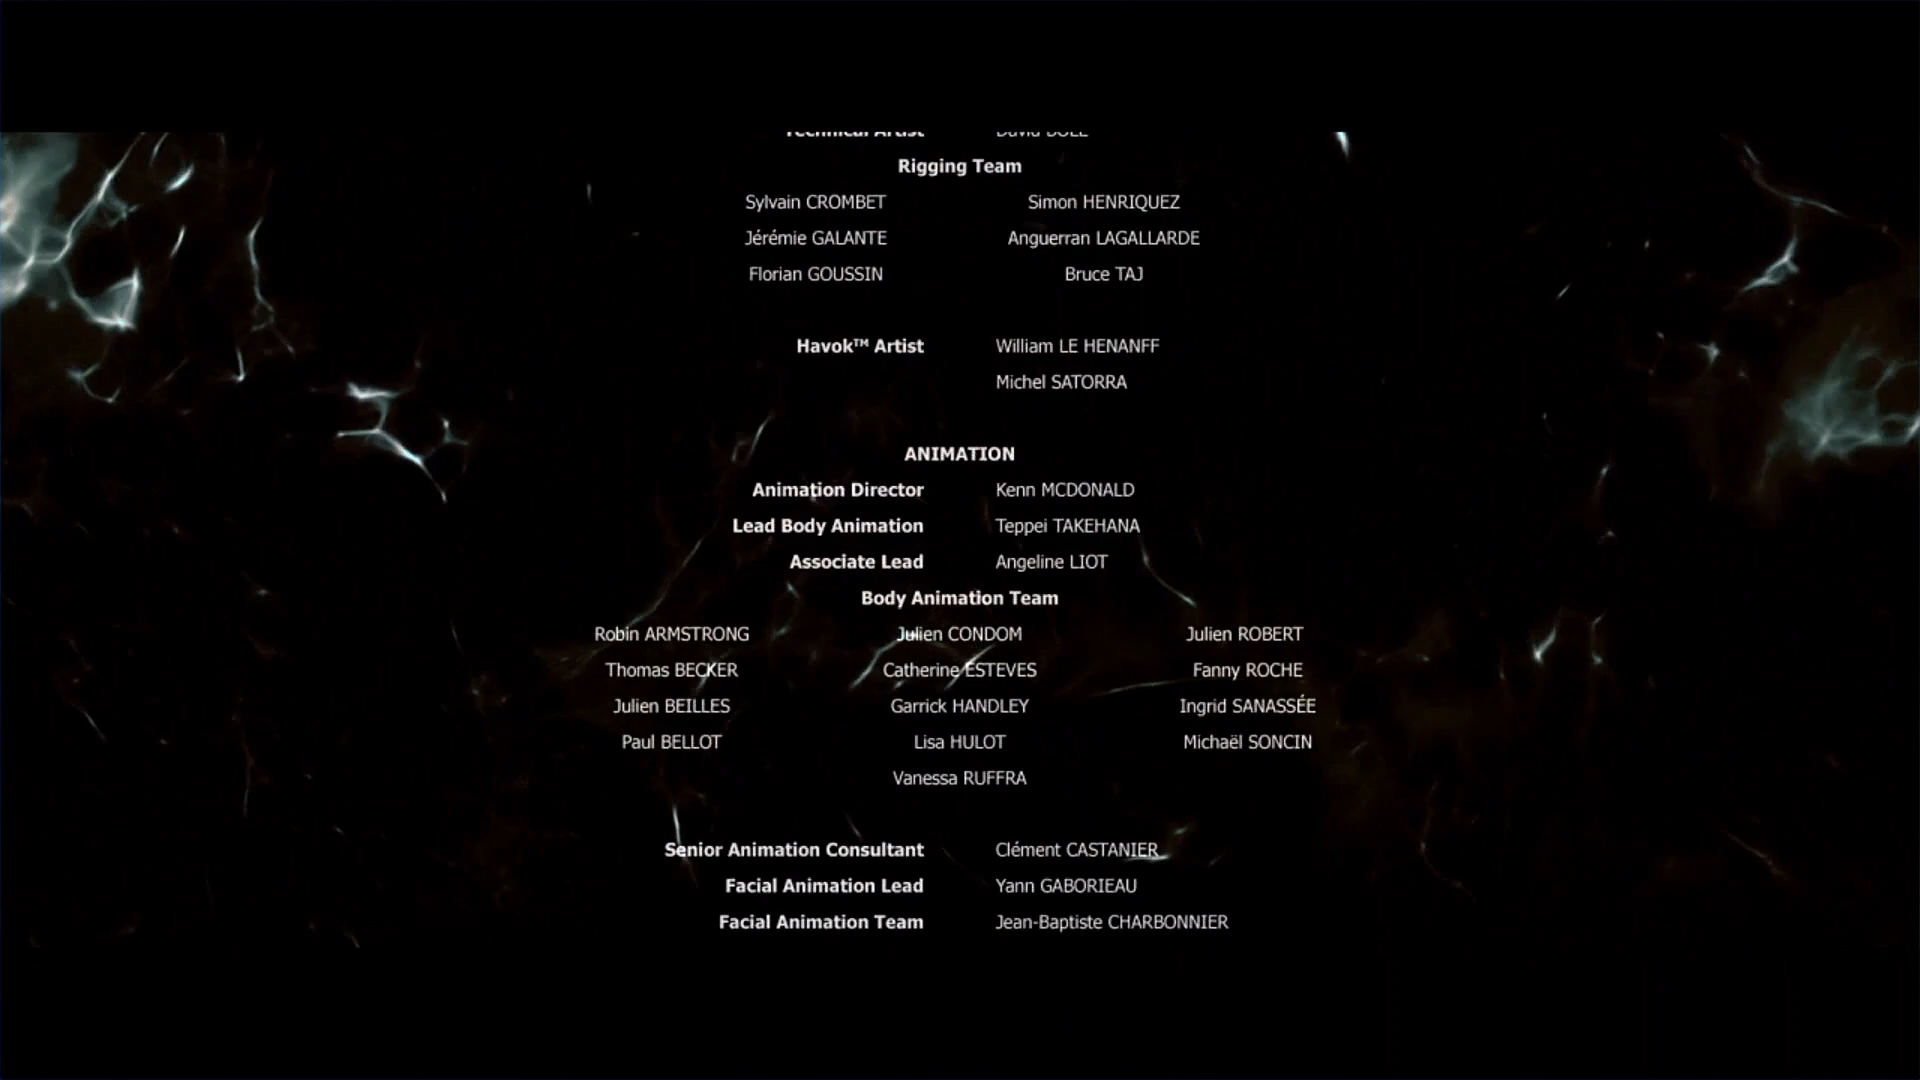 Technical Artist David DOLE
Rigging Team
Sylvain CROMBET Simon HENRIQUEZ
Jérémie GALANTE Anguerran LAGALLARDE
Florian GOUSSIN Bruce TAJ
Havok™ Artist William LE HENANFF
Michel SATORRA
ANIMATION
Animation Director Kenn MCDONALD
Lead Body Animation Teppei TAKEHANA
Associate Lead Angeline LIOT
Body Animation Team
Robin ARMSTRONG Julien CONDOM Julien ROBERT
Thomas BECKER Catherine ESTEVES Fanny ROCHE
Julien BEILLES Garrick HANDLEY Ingrid SANASSÉE
Paul BELLOT Lisa HULOT Michaël SONCIN
Vanessa RUFFRA
Senior Animation Consultant Clément CASTANIER
Facial Animation Lead Yann GABORIEAU
Facial Animation Team Jean-Baptiste CHARBONNIER